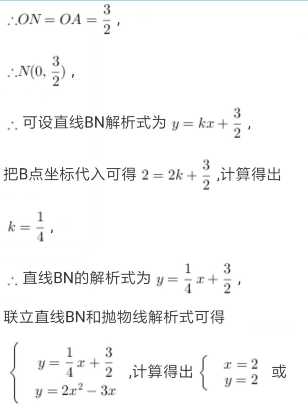 ∴ON = OA = 3/2 ,
∴N(0, 3/2) ,
∴ 可设直线BN解析式为 y = kx + 3/2 ,
把B点坐标代入可得 2 = 2k + 3/2 ,计算得出
k = 1/4 ,
∴ 直线BN的解析式为 y = 1/4 x + 3/2 ,
联立直线BN和抛物线解析式可得
{ y = 1/4 x + 3/2
y = 2x² − 3x ,计算得出 { x = 2
y = 2 或